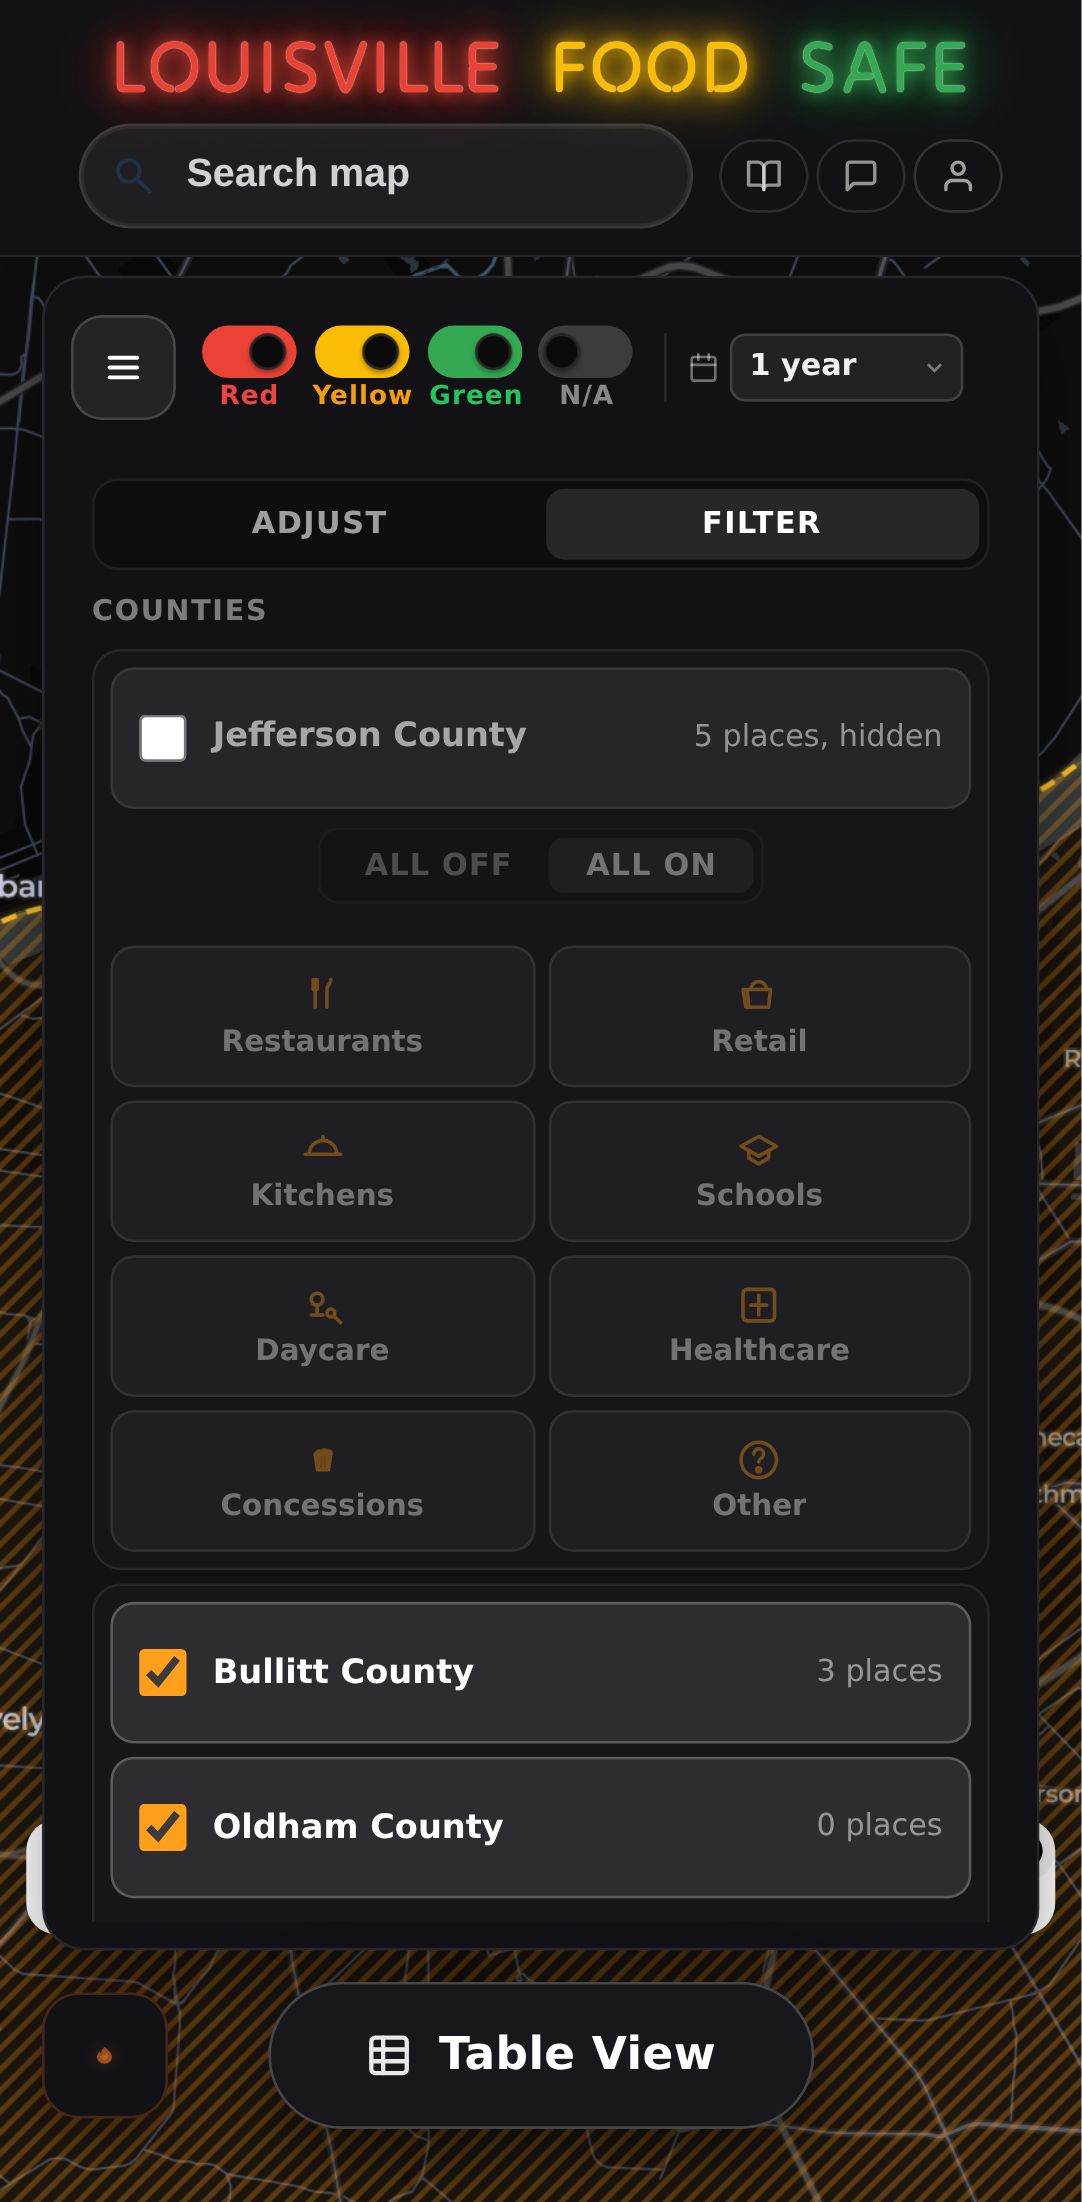 LOUISVILLE FOOD SAFE
Search map
Red Yellow Green N/A
1 year
ADJUST FILTER
COUNTIES
Jefferson County 5 places, hidden
ALL OFF ALL ON
Restaurants Retail
Kitchens Schools
Daycare Healthcare
Concessions Other
Bullitt County 3 places
Oldham County 0 places
Table View